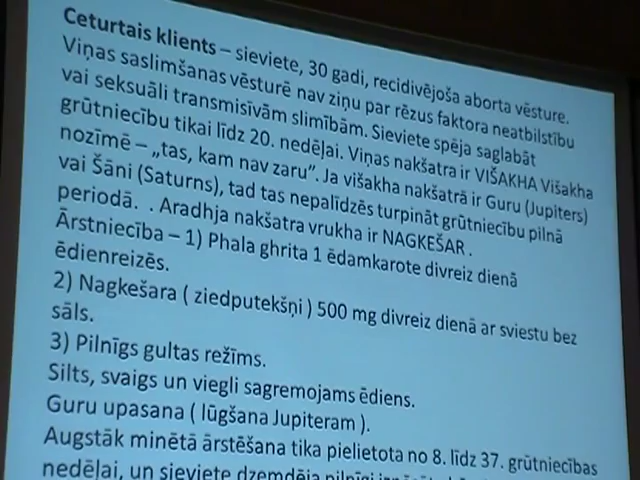 Ceturtais klients – sieviete, 30 gadi, recidivējoša aborta vēsture.
Viņas saslimšanas vēsturē nav ziņu par rēzus faktora neatbilstību
vai seksuāli transmisīvām slimībām. Sieviete spēja saglabāt
grūtniecību tikai līdz 20. nedēļai. Viņas nakšatra ir VIŠAKHA Višakha
nozīmē – „tas, kam nav zaru”. Ja višakha nakšatrā ir Guru (Jupiters)
vai Šāni (Saturns), tad tas nepalīdzēs turpināt grūtniecību pilnā
periodā. . Aradhja nakšatra vrukha ir NAGKEŠAR .
Ārstniecība – 1) Phala ghrita 1 ēdamkarote divreiz dienā
ēdienreizēs.
2) Nagkešara ( ziedputekšņi ) 500 mg divreiz dienā ar sviestu bez
sāls.
3) Pilnīgs gultas režīms.
Silts, svaigs un viegli sagremojams ēdiens.
Guru upasana ( lūgšana Jupiteram ).
Augstāk minētā ārstēšana tika pielietota no 8. līdz 37. grūtniecības
nedēļai, un sieviete dzemdēja pilnīgi